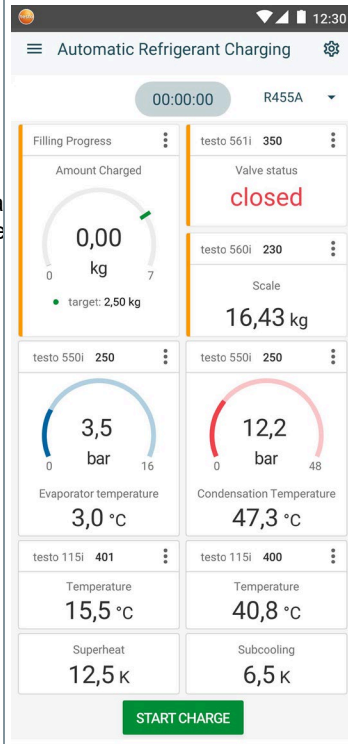 testo
12:30
Automatic Refrigerant Charging
00:00:00
R455A
Filling Progress
Amount Charged
0,00
kg
0
7
target: 2,50 kg
testo 561i 350
Valve status
closed
testo 560i 230
Scale
16,43 kg
testo 550i 250
3,5
bar
0
16
Evaporator temperature
3,0 °C
testo 550i 250
12,2
bar
0
48
Condensation Temperature
47,3 °C
testo 115i 401
Temperature
15,5 °C
testo 115i 400
Temperature
40,8 °C
Superheat
12,5 K
Subcooling
6,5 K
START CHARGE